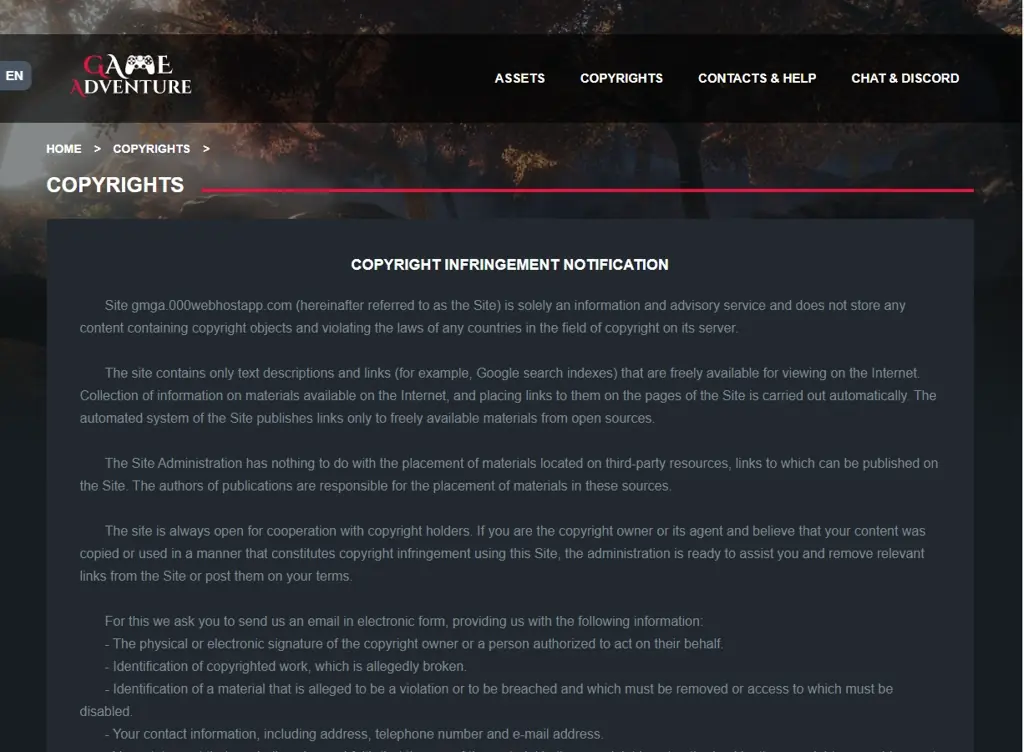 GAME
ADVENTURE
EN
ASSETS
COPYRIGHTS
CONTACTS & HELP
CHAT & DISCORD
HOME > COPYRIGHTS >
COPYRIGHTS
COPYRIGHT INFRINGEMENT NOTIFICATION
Site gmga.000webhostapp.com (hereinafter referred to as the Site) is solely an information and advisory service and does not store any
content containing copyright objects and violating the laws of any countries in the field of copyright on its server.
The site contains only text descriptions and links (for example, Google search indexes) that are freely available for viewing on the Internet.
Collection of information on materials available on the Internet, and placing links to them on the pages of the Site is carried out automatically. The
automated system of the Site publishes links only to freely available materials from open sources.
The Site Administration has nothing to do with the placement of materials located on third-party resources, links to which can be published on
the Site. The authors of publications are responsible for the placement of materials in these sources.
The site is always open for cooperation with copyright holders. If you are the copyright owner or its agent and believe that your content was
copied or used in a manner that constitutes copyright infringement using this Site, the administration is ready to assist you and remove relevant
links from the Site or post them on your terms.
For this we ask you to send us an email in electronic form, providing us with the following information:
- The physical or electronic signature of the copyright owner or a person authorized to act on their behalf.
- Identification of copyrighted work, which is allegedly broken.
- Identification of a material that is alleged to be a violation or to be breached and which must be removed or access to which must be
disabled.
- Your contact information, including address, telephone number and e-mail address.